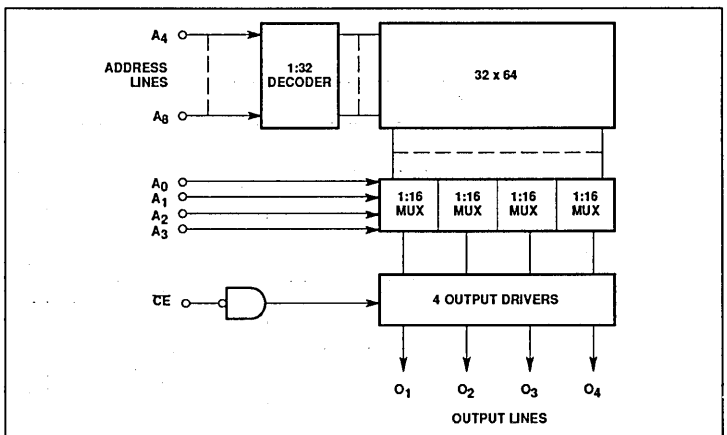 A4
ADDRESS
LINES
A8
1:32
DECODER
32 x 64
A0
A1
A2
A3
1:16
MUX
1:16
MUX
1:16
MUX
1:16
MUX
CE
4 OUTPUT DRIVERS
O1
O2
O3
O4
OUTPUT LINES